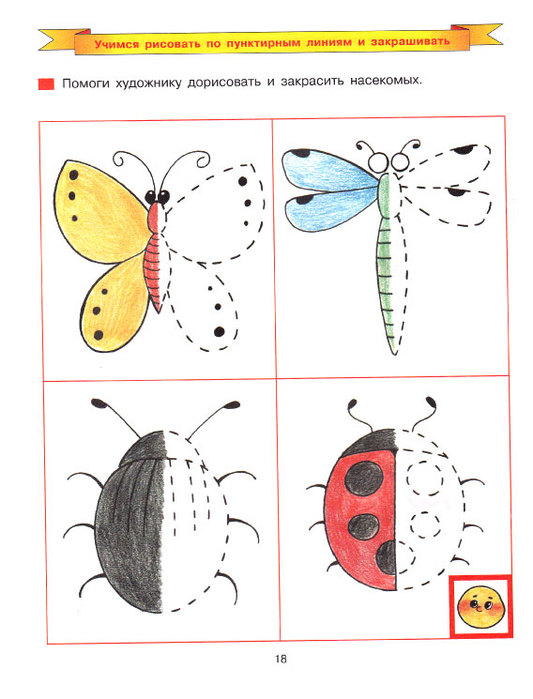 Учимся рисовать по пунктирным линиям и закрашивать
Помоги художнику дорисовать и закрасить насекомых.
18